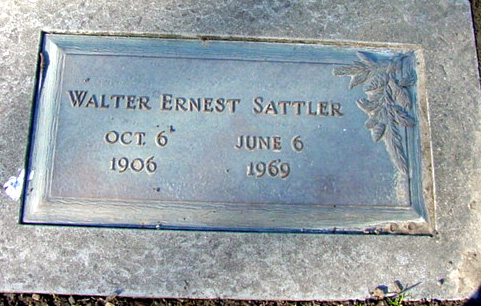 WALTER ERNEST SATTLER
OCT. 6 JUNE 6
1906 1969